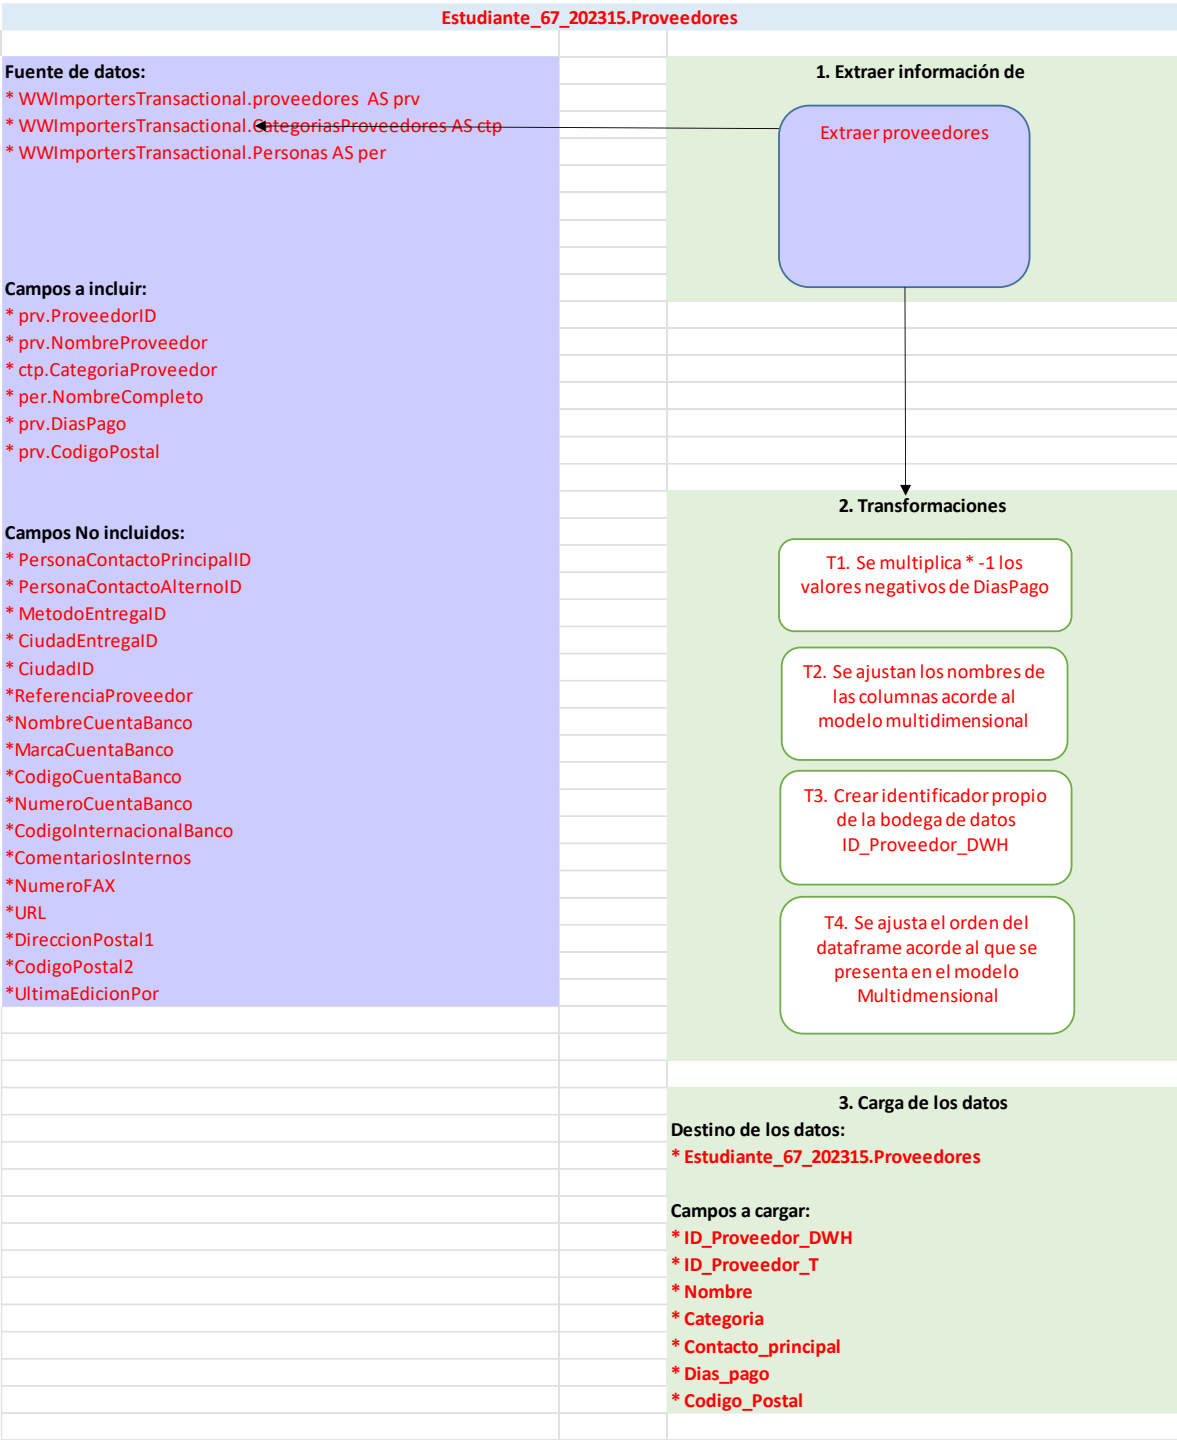 Estudiante_67_202315.Proveedores
Fuente de datos:
* WWImportersTransactional.proveedores AS prv
* WWImportersTransactional.CategoriasProveedores AS ctp
* WWImportersTransactional.Personas AS per
Campos a incluir:
* prv.ProveedorID
* prv.NombreProveedor
* ctp.CategoriaProveedor
* per.NombreCompleto
* prv.DiasPago
* prv.CodigoPostal
Campos No incluidos:
* PersonaContactoPrincipalID
* PersonaContactoAlternoID
* MetodoEntregaID
* CiudadEntregaID
* CiudadID
*ReferenciaProveedor
*NombreCuentaBanco
*MarcaCuentaBanco
*CodigoCuentaBanco
*NumeroCuentaBanco
*CodigoInternacionalBanco
*ComentariosInternos
*NumeroFAX
*URL
*DireccionPostal1
*CodigoPostal2
*UltimaEdicionPor
1. Extraer información de
Extraer proveedores
2. Transformaciones
T1. Se multiplica * -1 los
valores negativos de DiasPago
T2. Se ajustan los nombres de
las columnas acorde al
modelo multidimensional
T3. Crear identificador propio
de la bodega de datos
ID_Proveedor_DWH
T4. Se ajusta el orden del
dataframe acorde al que se
presenta en el modelo
Multidmensional
3. Carga de los datos
Destino de los datos:
* Estudiante_67_202315.Proveedores
Campos a cargar:
* ID_Proveedor_DWH
* ID_Proveedor_T
* Nombre
* Categoria
* Contacto_principal
* Dias_pago
* Codigo_Postal